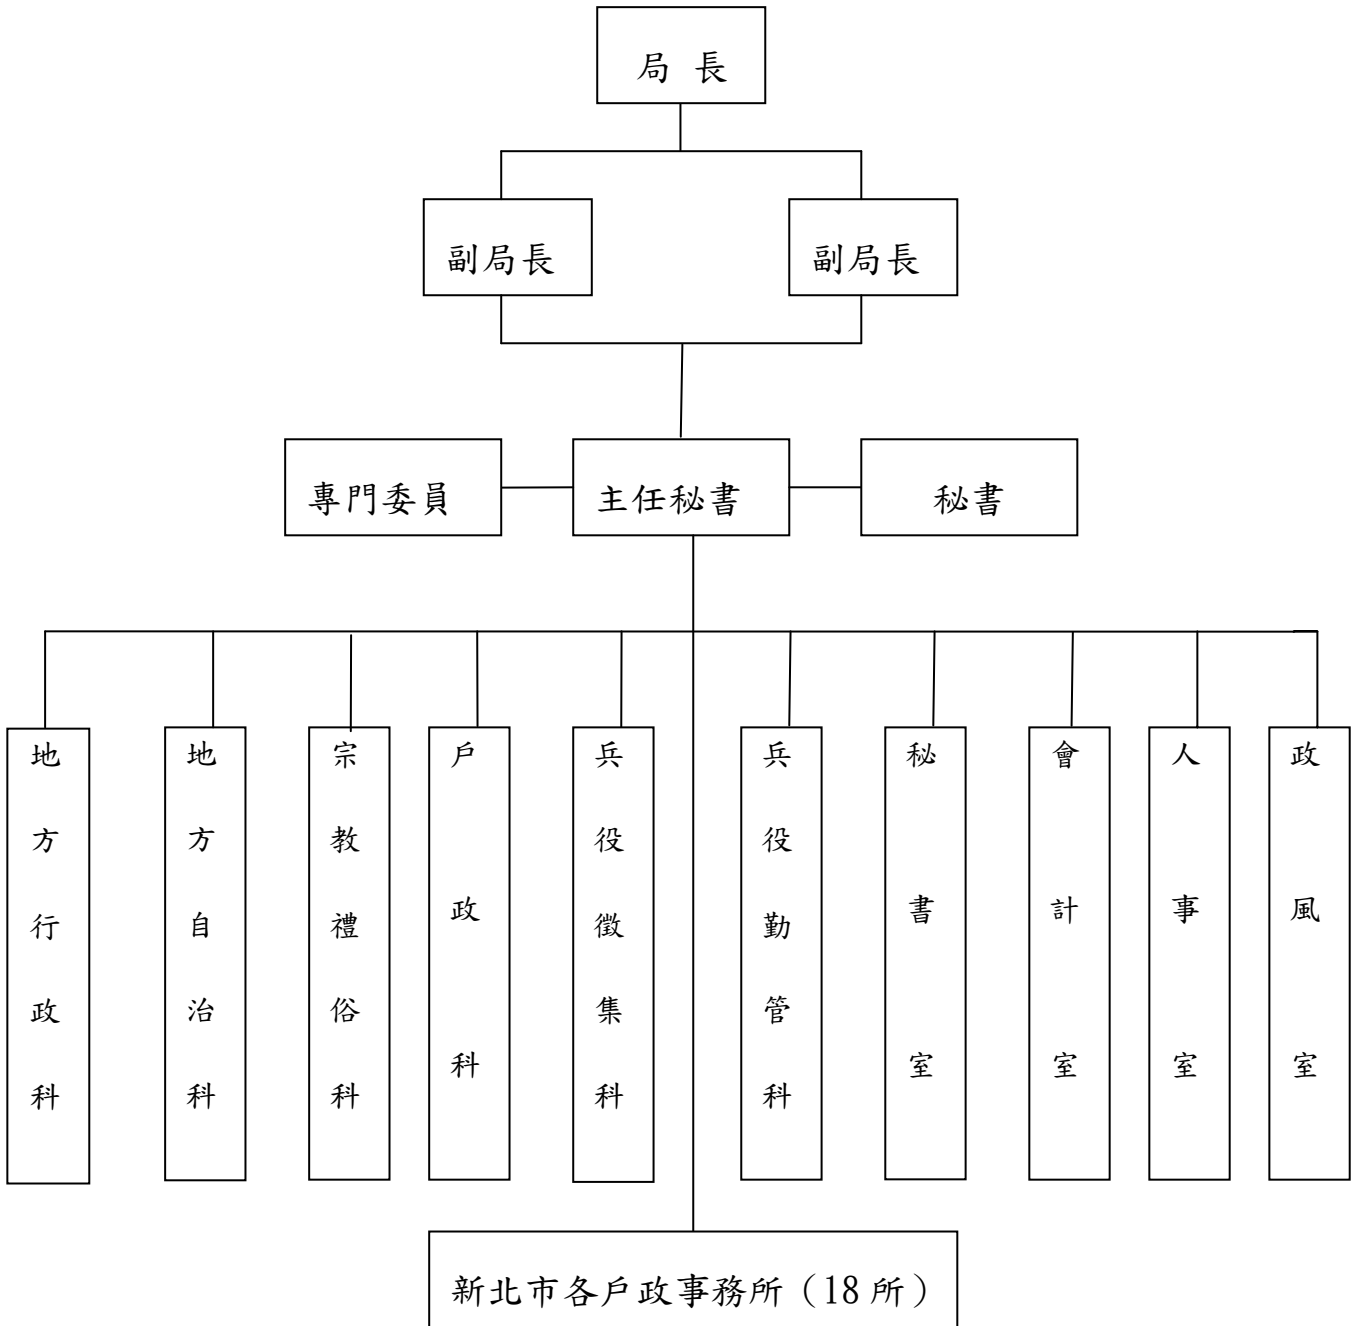 局 長
副局長
副局長
專門委員
主任秘書
秘書
地方行政科
地方自治科
宗教禮俗科
戶政科
兵役徵集科
兵役勤管科
秘書室
會計室
人事室
政風室
新北市各戶政事務所（18 所）